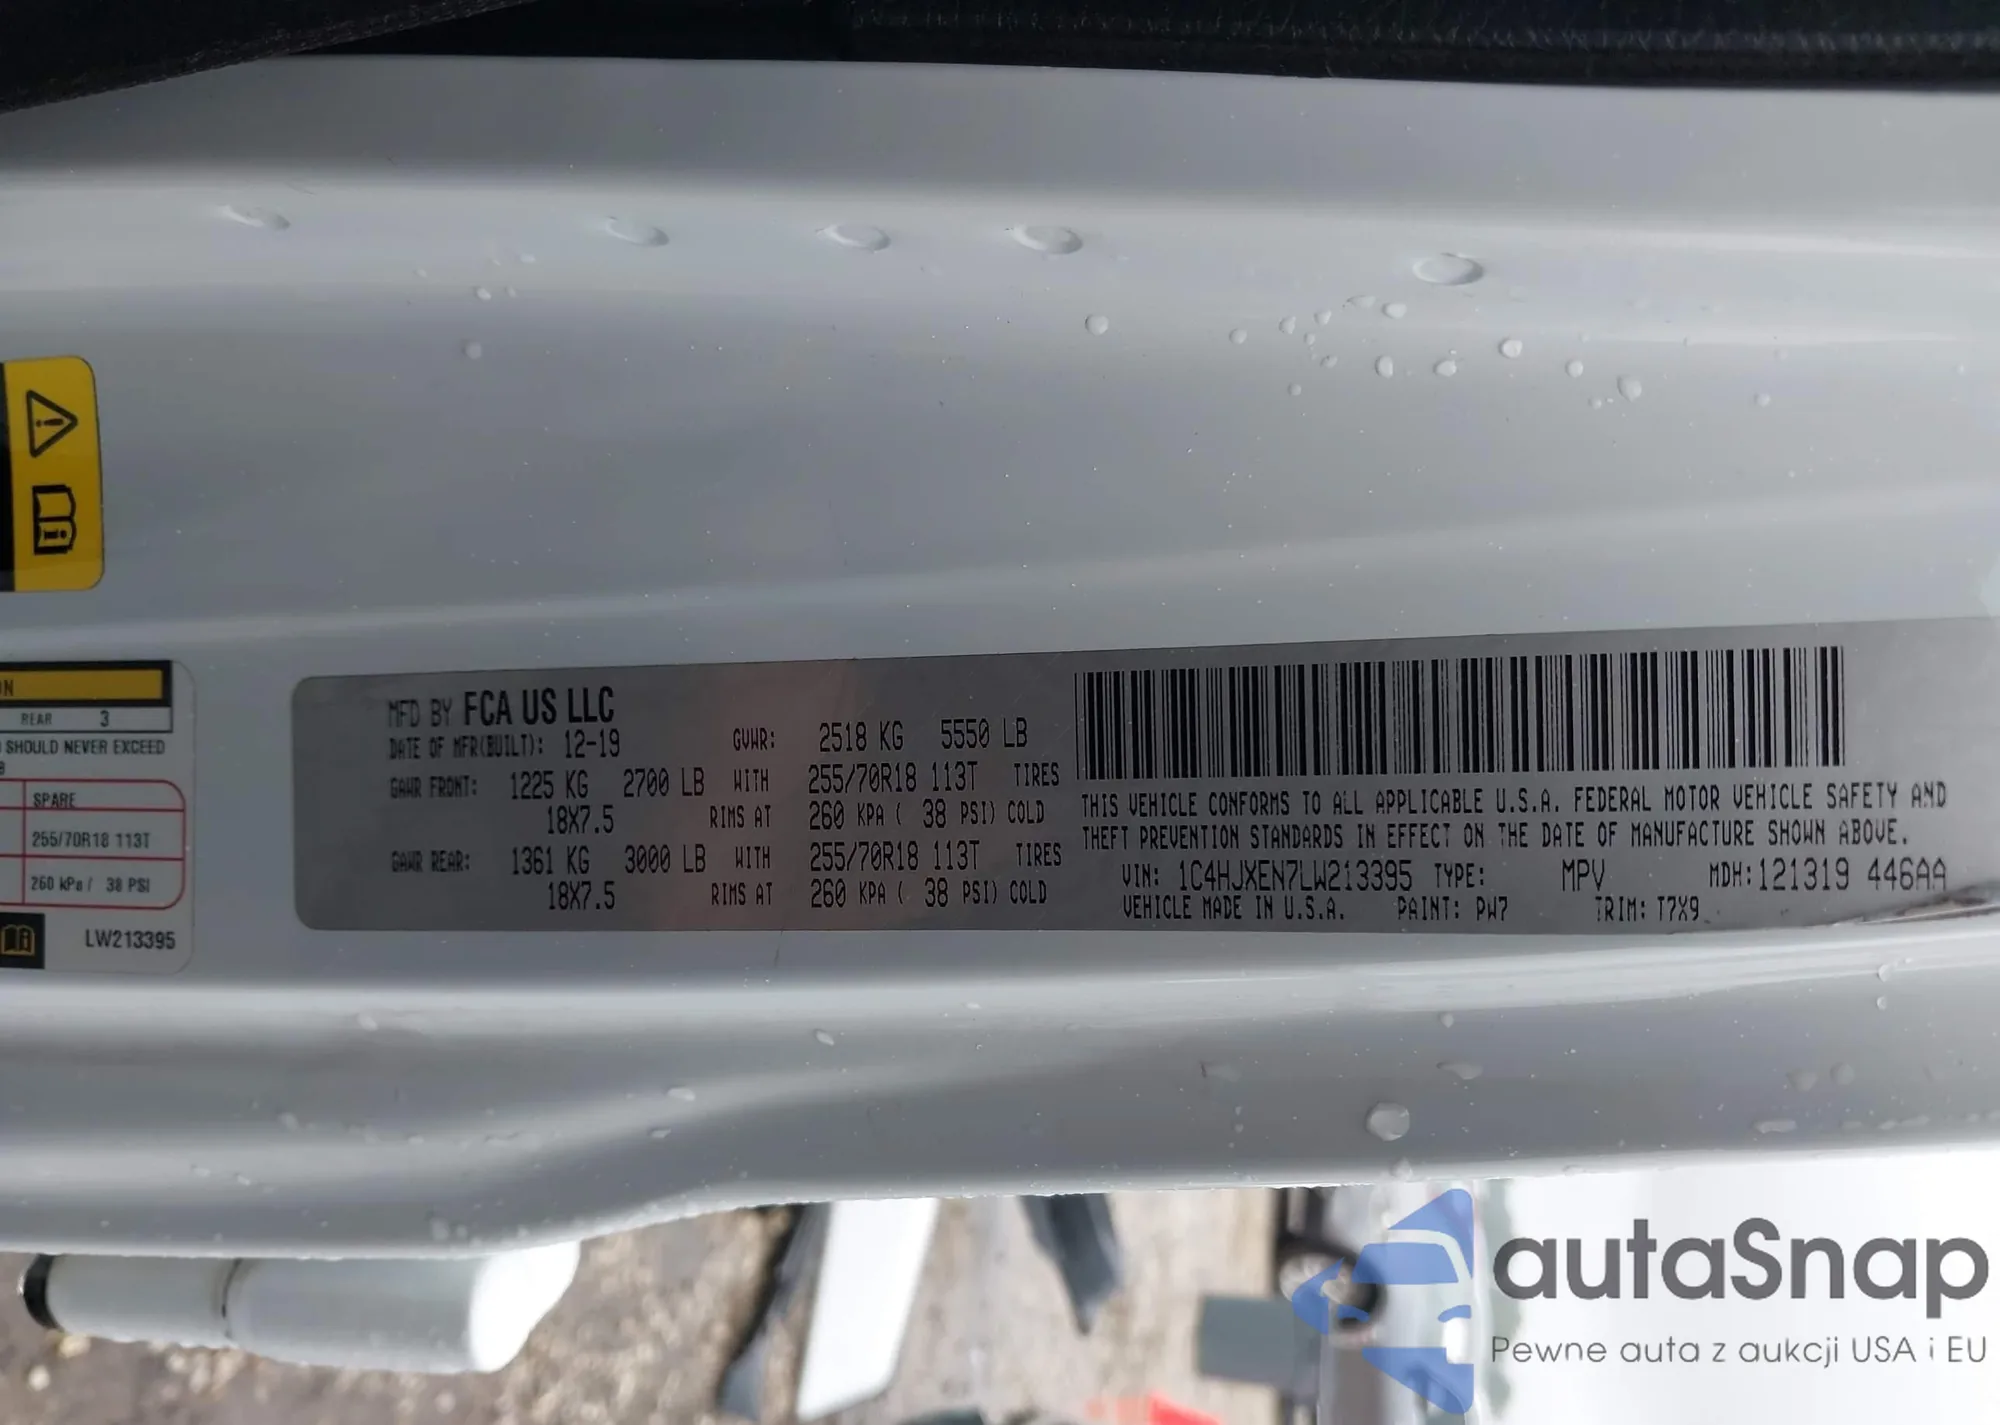 N
REAR 3
SHOULD NEVER EXCEED
SPARE
255/70R18 113T
260 kPa / 38 PSI
LW213395
MFD BY FCA US LLC
DATE OF MFR(BUILT): 12-19 GVWR: 2518 KG 5550 LB
GAWR FRONT: 1225 KG 2700 LB WITH 255/70R18 113T TIRES
18X7.5 RIMS AT 260 KPA ( 38 PSI) COLD
GAWR REAR: 1361 KG 3000 LB WITH 255/70R18 113T TIRES
18X7.5 RIMS AT 260 KPA ( 38 PSI) COLD
THIS VEHICLE CONFORMS TO ALL APPLICABLE U.S.A. FEDERAL MOTOR VEHICLE SAFETY AND
THEFT PREVENTION STANDARDS IN EFFECT ON THE DATE OF MANUFACTURE SHOWN ABOVE.
VIN: 1C4HJXEN7LW213395 TYPE: MPV MDH: 121319 446AA
VEHICLE MADE IN U.S.A. PAINT: PW7 TRIM: T7X9
autaSnap
Pewne auta z aukcji USA i EU